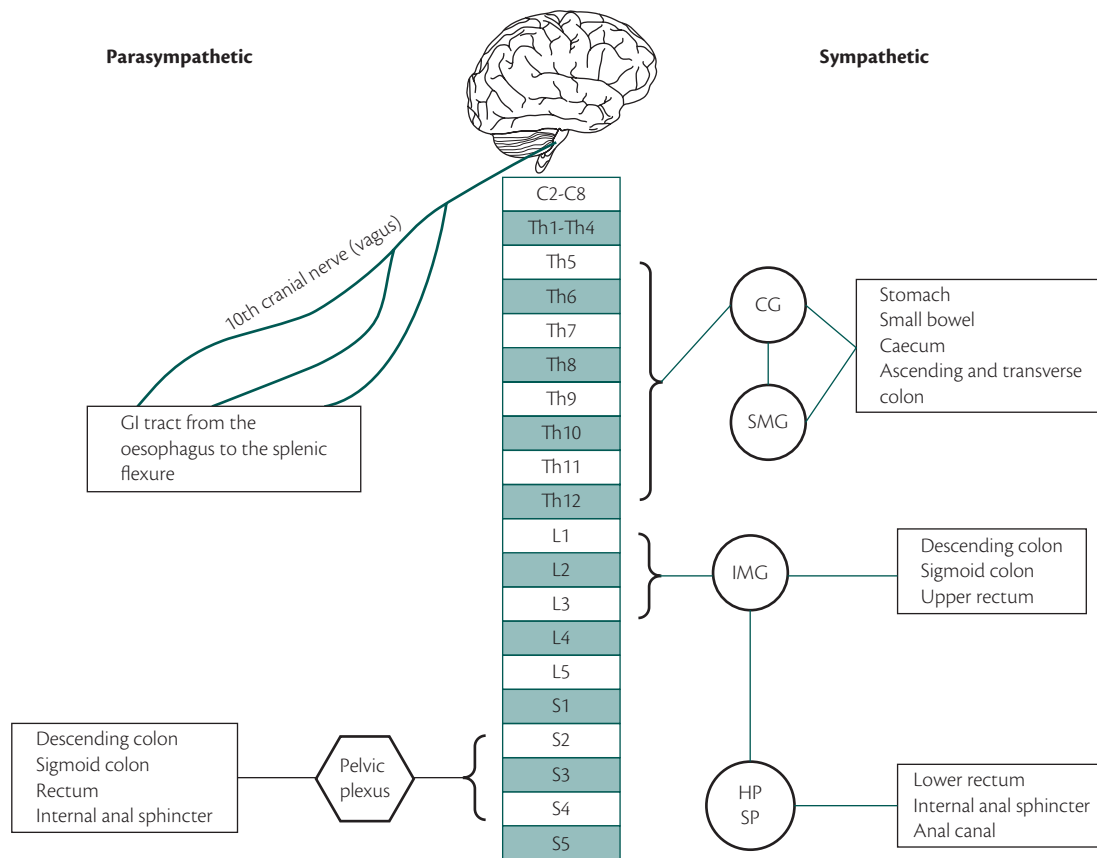 Parasympathetic
Sympathetic
10th cranial nerve (vagus)
GI tract from the
oesophagus to the splenic
flexure
C2-C8
Th1-Th4
Th5
Th6
Th7
Th8
Th9
Th10
Th11
Th12
L1
L2
L3
L4
L5
S1
S2
S3
S4
S5
CG
SMG
Stomach
Small bowel
Caecum
Ascending and transverse
colon
IMG
Descending colon
Sigmoid colon
Upper rectum
Descending colon
Sigmoid colon
Rectum
Internal anal sphincter
Pelvic
plexus
HP
SP
Lower rectum
Internal anal sphincter
Anal canal